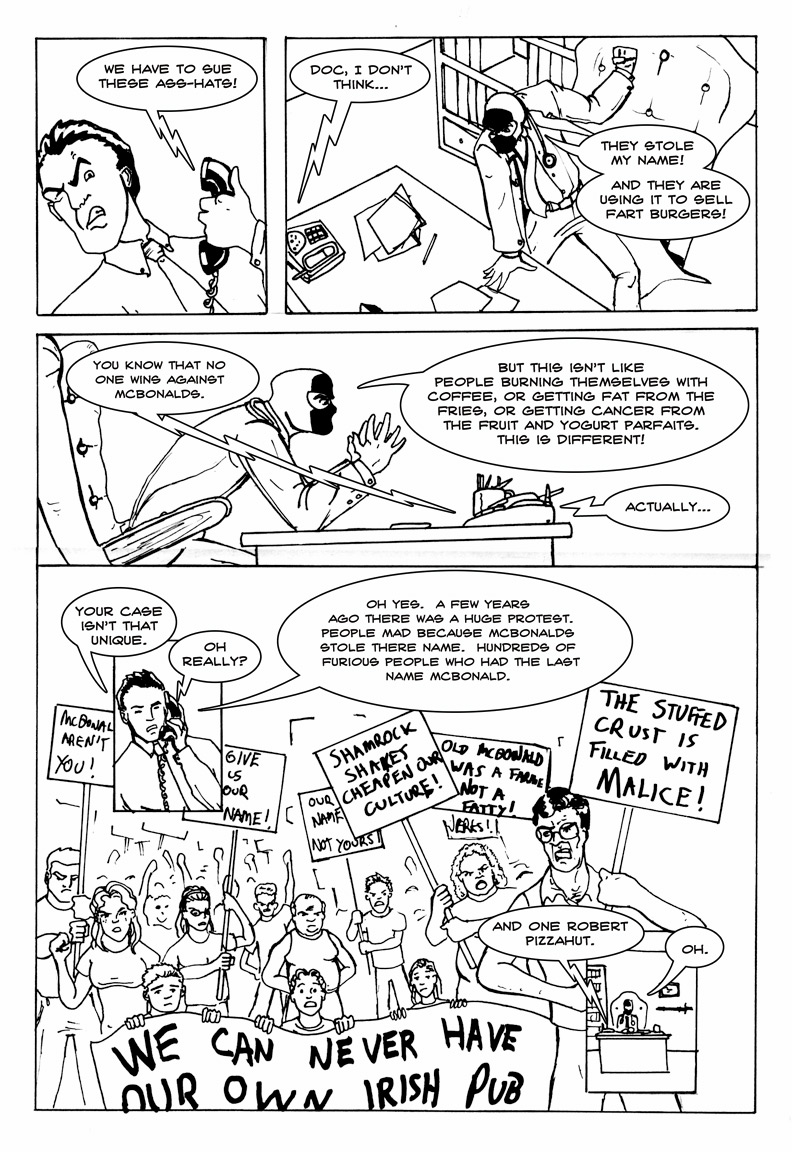 WE HAVE TO SUE
THESE ASS-HATS!
DOC, I DON'T
THINK...
THEY STOLE
MY NAME!
AND THEY ARE
USING IT TO SELL
FART BURGERS!
YOU KNOW THAT NO
ONE WINS AGAINST
MCBONALDS.
BUT THIS ISN'T LIKE
PEOPLE BURNING THEMSELVES WITH
COFFEE, OR GETTING FAT FROM THE
FRIES, OR GETTING CANCER FROM
THE FRUIT AND YOGURT PARFAITS.
THIS IS DIFFERENT!
ACTUALLY...
YOUR CASE
ISN'T THAT
UNIQUE.
OH
REALLY?
OH YES. A FEW YEARS
AGO THERE WAS A HUGE PROTEST.
PEOPLE MAD BECAUSE MCBONALDS
STOLE THERE NAME. HUNDREDS OF
FURIOUS PEOPLE WHO HAD THE LAST
NAME MCBONALD.
MCBONAL
AREN'T
YOU!
GIVE
US
OUR
NAME!
OUR
NAME
NOT YOURS
SHAMROCK
SHAKES
CHEAPEN OUR
CULTURE!
OLD MCBONALD
WAS A FARME
NOT A
FATTY!
JERKS!
THE STUFFED
CRUST IS
FILLED WITH
MALICE!
AND ONE ROBERT
PIZZAHUT.
OH.
WE CAN NEVER HAVE
OUR OWN IRISH PUB